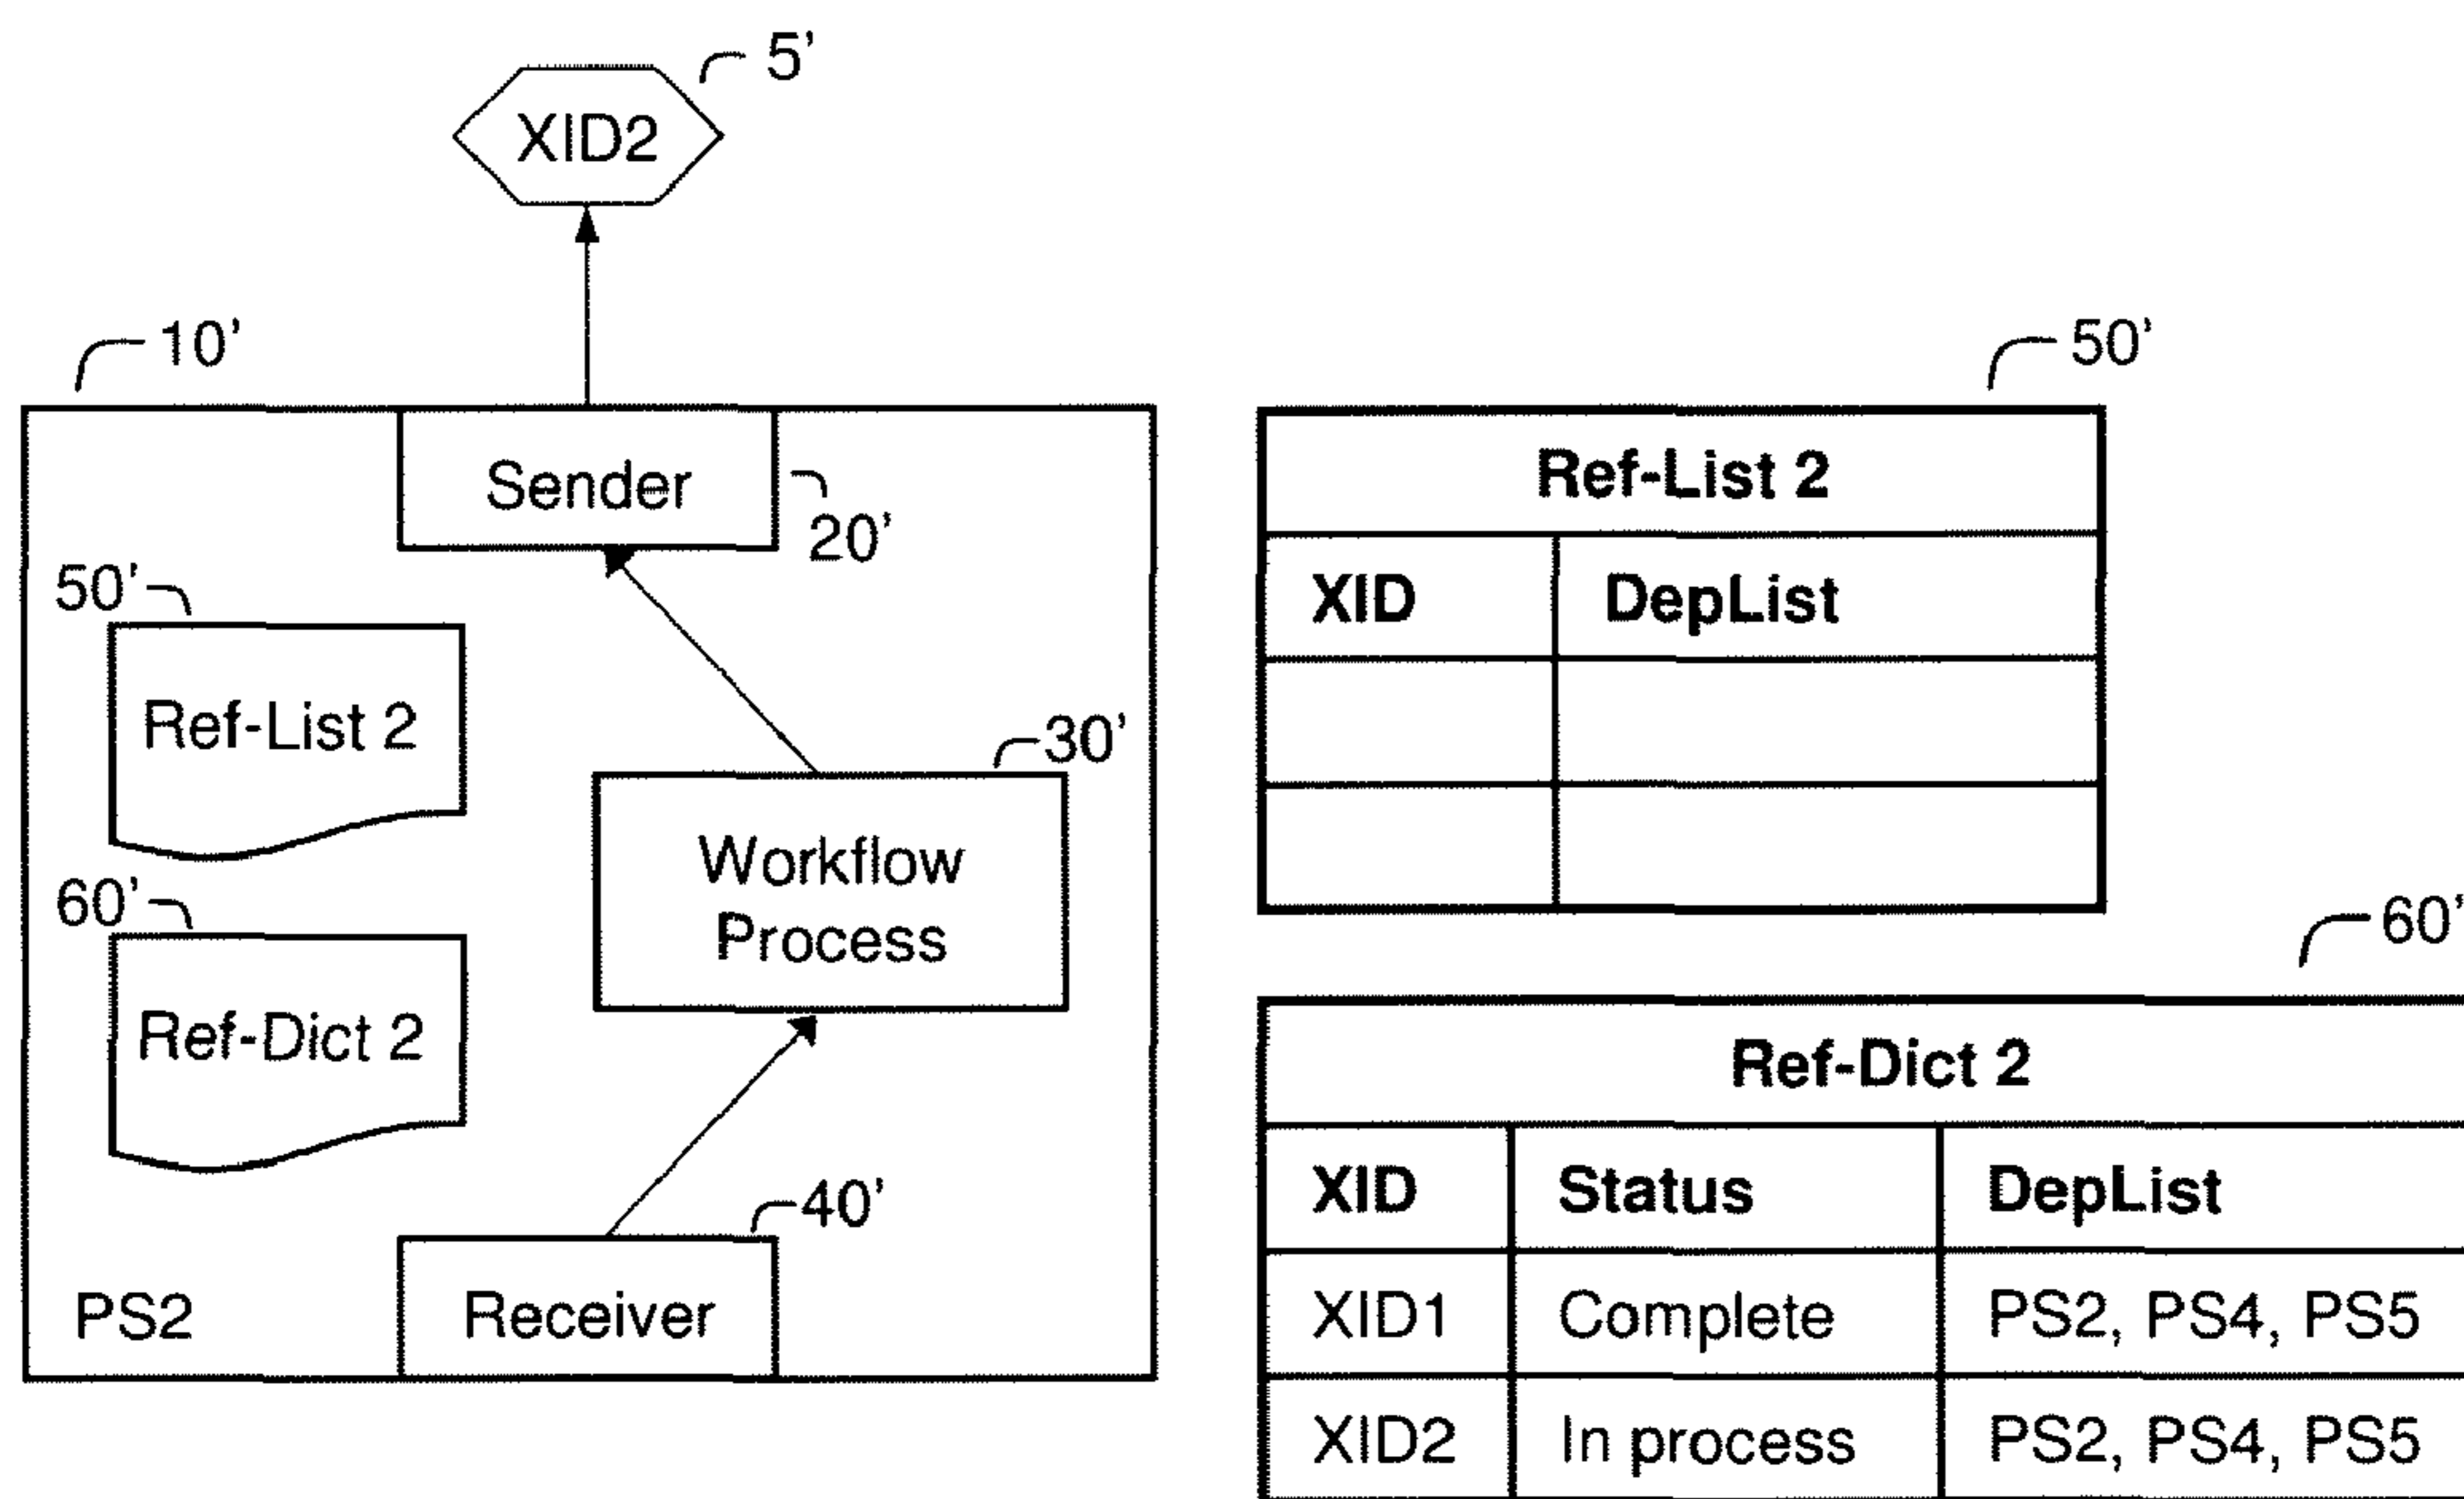 5'
XID2
10'
Sender
20'
50'
Ref-List 2
30'
Workflow
Process
60'
Ref-Dict 2
40'
PS2
Receiver
50'
Ref-List 2
XID DepList
60'
Ref-Dict 2
XID Status DepList
XID1 Complete PS2, PS4, PS5
XID2 In process PS2, PS4, PS5